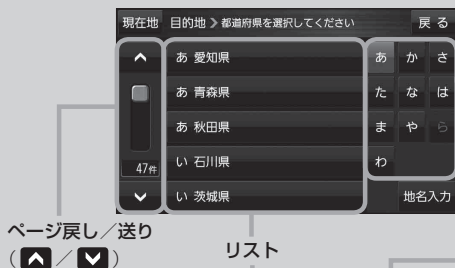 現在地 目的地 》都道府県を選択してください 戻 る
あ 愛知県 あ か さ
あ 青森県 た な は
あ 秋田県 ま や ら
47件 い 石川県 わ
い 茨城県 地名入力
ページ戻し／送り
（ ／ ）
リスト